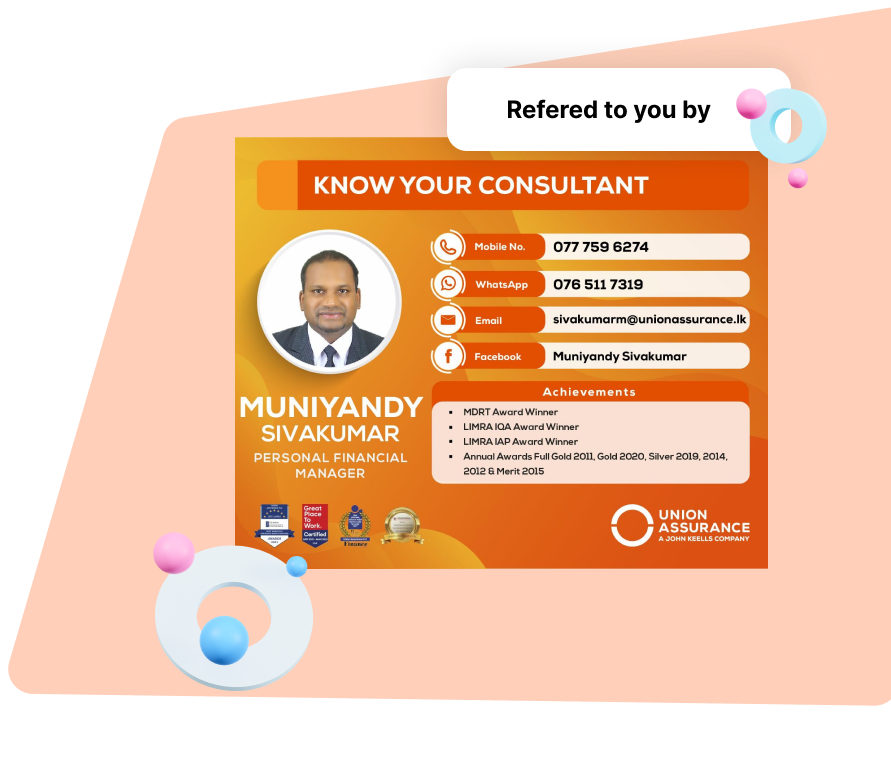 Refered to you by
KNOW YOUR CONSULTANT
Mobile No. 077 759 6274
WhatsApp 076 511 7319
Email sivakumarm@unionassurance.lk
Facebook Muniyandy Sivakumar
MUNIYANDY
SIVAKUMAR
PERSONAL FINANCIAL
MANAGER
Achievements
▪ MDRT Award Winner
▪ LIMRA IQA Award Winner
▪ LIMRA IAP Award Winner
▪ Annual Awards Full Gold 2011, Gold 2020, Silver 2019, 2014,
2012 & Merit 2015
Great
Place
To
Work.
Certified
Finance
UNION
ASSURANCE
A JOHN KEELLS COMPANY